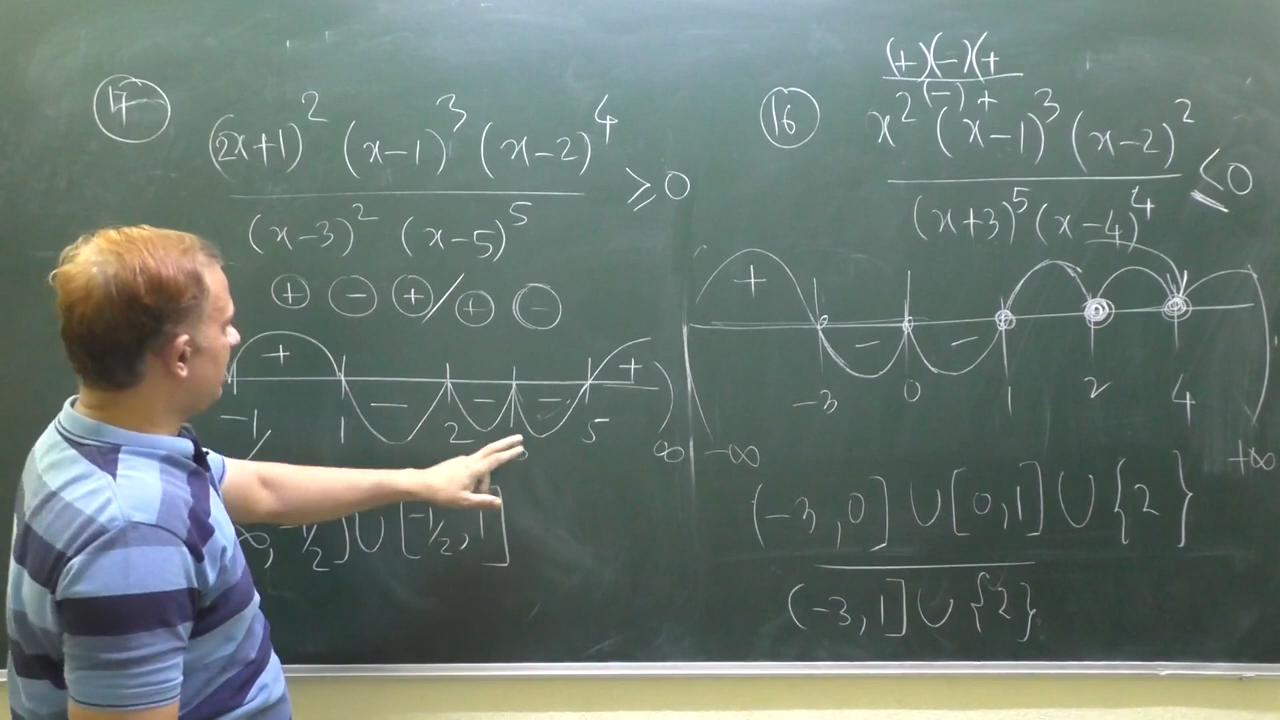 17
(2x+1)² (x-1)³ (x-2)⁴
≥0
(x-3)² (x-5)⁵
+ - + / + -
+ - - - +
-1/ 1 2 5 ∞
∞, -1/2] ∪ [-1/2, 1]
(+)(-)(+
(-) +
16
x² (x-1)³ (x-2)²
≤0
(x+3)⁵ (x-4)⁴
+ - -
-∞ -3 0 1 2 4 +∞
(-3,0] ∪ [0,1] ∪ {2}
(-3,1] ∪ {2}